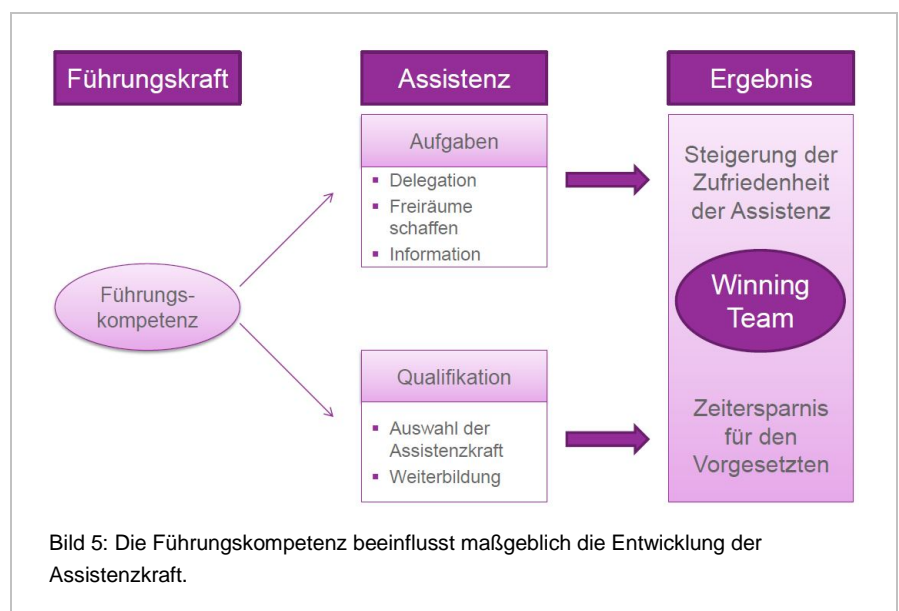 Führungskraft
Assistenz
Ergebnis
Führungs-
kompetenz
Aufgaben
▪ Delegation
▪ Freiräume
schaffen
▪ Information
Qualifikation
▪ Auswahl der
Assistenzkraft
▪ Weiterbildung
Steigerung der
Zufriedenheit
der Assistenz
Winning
Team
Zeitersparnis
für den
Vorgesetzten
Bild 5: Die Führungskompetenz beeinflusst maßgeblich die Entwicklung der
Assistenzkraft.